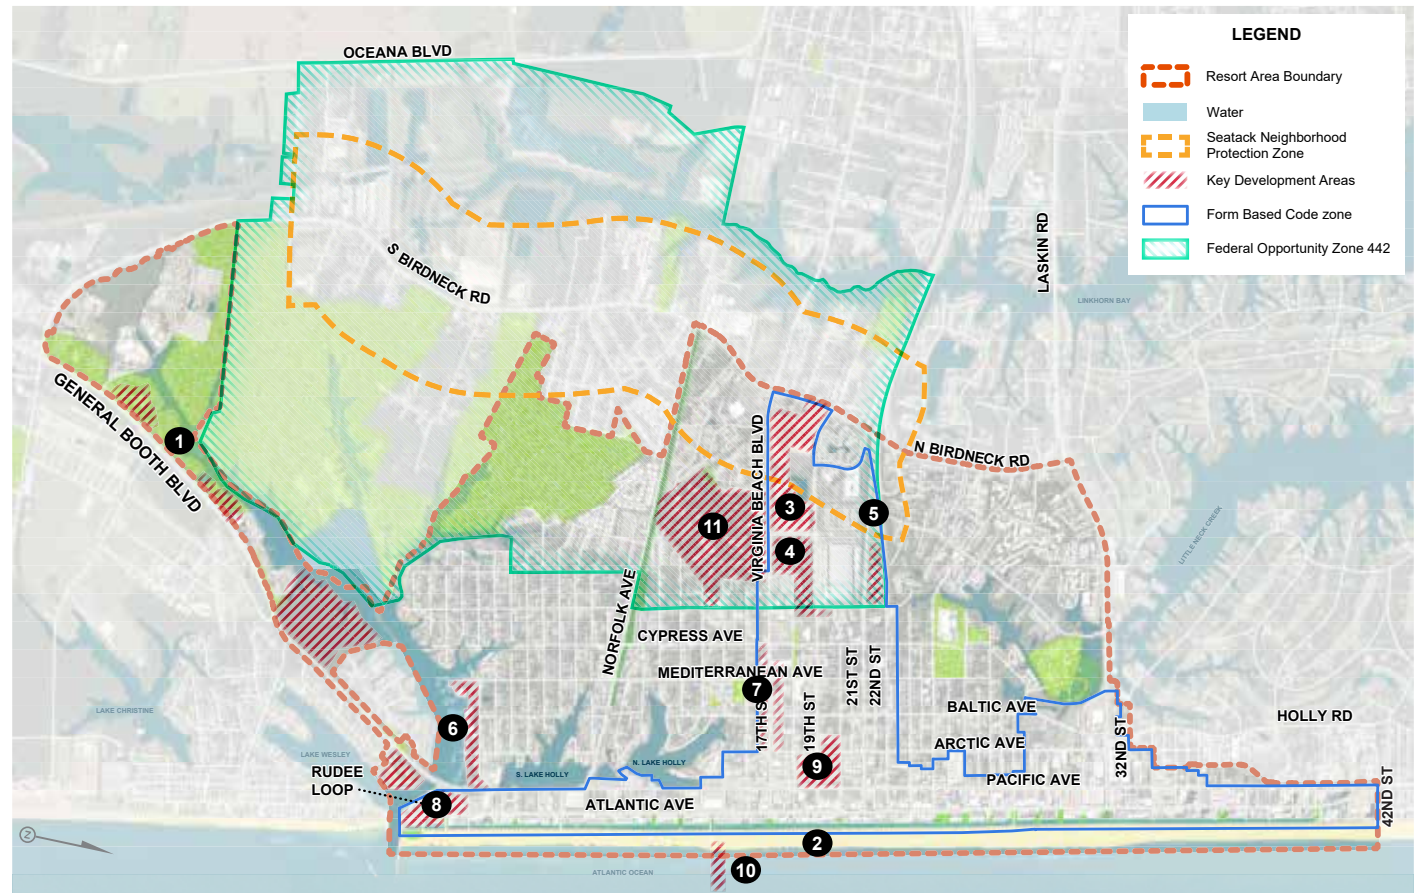 OCEANA BLVD
LEGEND
Resort Area Boundary
Water
Seatack Neighborhood
Protection Zone
Key Development Areas
Form Based Code zone
Federal Opportunity Zone 442
S BIRDNECK RD
LASKIN RD
LINKHORN BAY
GENERAL BOOTH BLVD
1
VIRGINIA BEACH BLVD
N BIRDNECK RD
3
5
11
4
LITTLE NECK CREEK
NORFOLK AVE
CYPRESS AVE
MEDITERRANEAN AVE
21ST ST
22ND ST
7
17TH S
19TH ST
BALTIC AVE
LAKE CHRISTINE
6
HOLLY RD
ARCTIC AVE
32ND ST
LAKE WESLEY
N. LAKE HOLLY
9
RUDEE
LOOP
S. LAKE HOLLY
PACIFIC AVE
42ND ST
8
ATLANTIC AVE
Z
2
10
ATLANTIC OCEAN